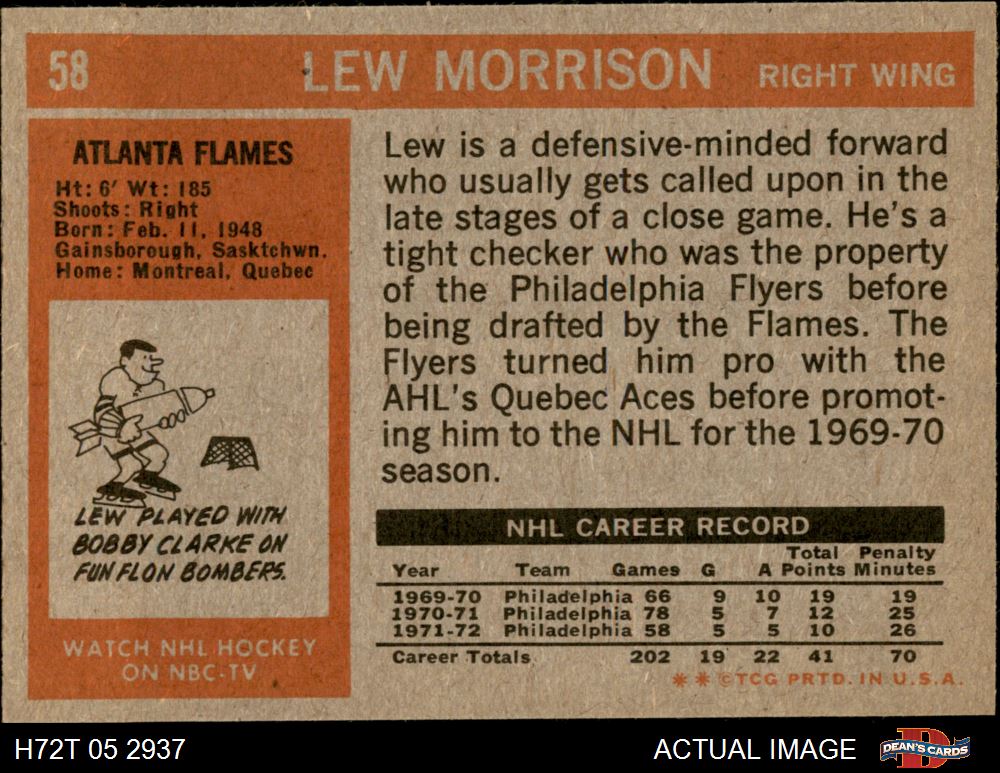 58 LEW MORRISON RIGHT WING
ATLANTA FLAMES
Ht: 6' Wt: 185
Shoots: Right
Born: Feb. 11, 1948
Gainsborough, Sasktchwn.
Home: Montreal, Quebec
LEW PLAYED WITH
BOBBY CLARKE ON
FUN FLON BOMBERS.
WATCH NHL HOCKEY
ON NBC-TV
Lew is a defensive-minded forward
who usually gets called upon in the
late stages of a close game. He's a
tight checker who was the property
of the Philadelphia Flyers before
being drafted by the Flames. The
Flyers turned him pro with the
AHL's Quebec Aces before promot-
ing him to the NHL for the 1969-70
season.
NHL CAREER RECORD
Year Team Games G A Total Points Penalty Minutes
1969-70 Philadelphia 66 9 10 19 19
1970-71 Philadelphia 78 5 7 12 25
1971-72 Philadelphia 58 5 5 10 26
Career Totals 202 19 22 41 70
** ©TCG PRTD. IN U.S.A.
H72T 05 2937 ACTUAL IMAGE DEAN'S CARDS